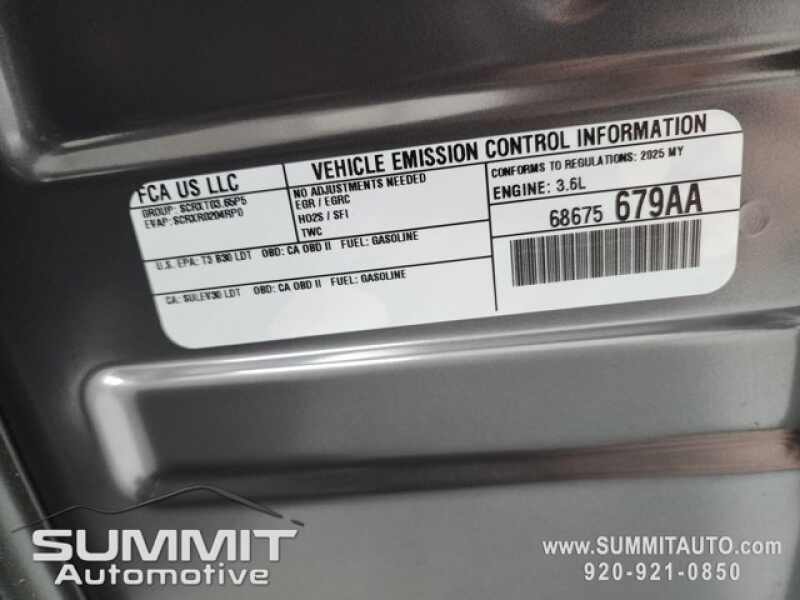 FCA US LLC
VEHICLE EMISSION CONTROL INFORMATION
GROUP: SCRXT03.65P5
EVAP: SCRXR0204RP0
NO ADJUSTMENTS NEEDED
EGR / EGRC
HO2S / SFI
TWC
CONFORMS TO REGULATIONS: 2025 MY
ENGINE: 3.6L
68675 679AA
U.S. EPA: T3 B30 LDT OBD: CA OBD II FUEL: GASOLINE
CA: SULEV30 LDT OBD: CA OBD II FUEL: GASOLINE
SUMMIT
Automotive
www.SUMMITAUTO.com
920-921-0850